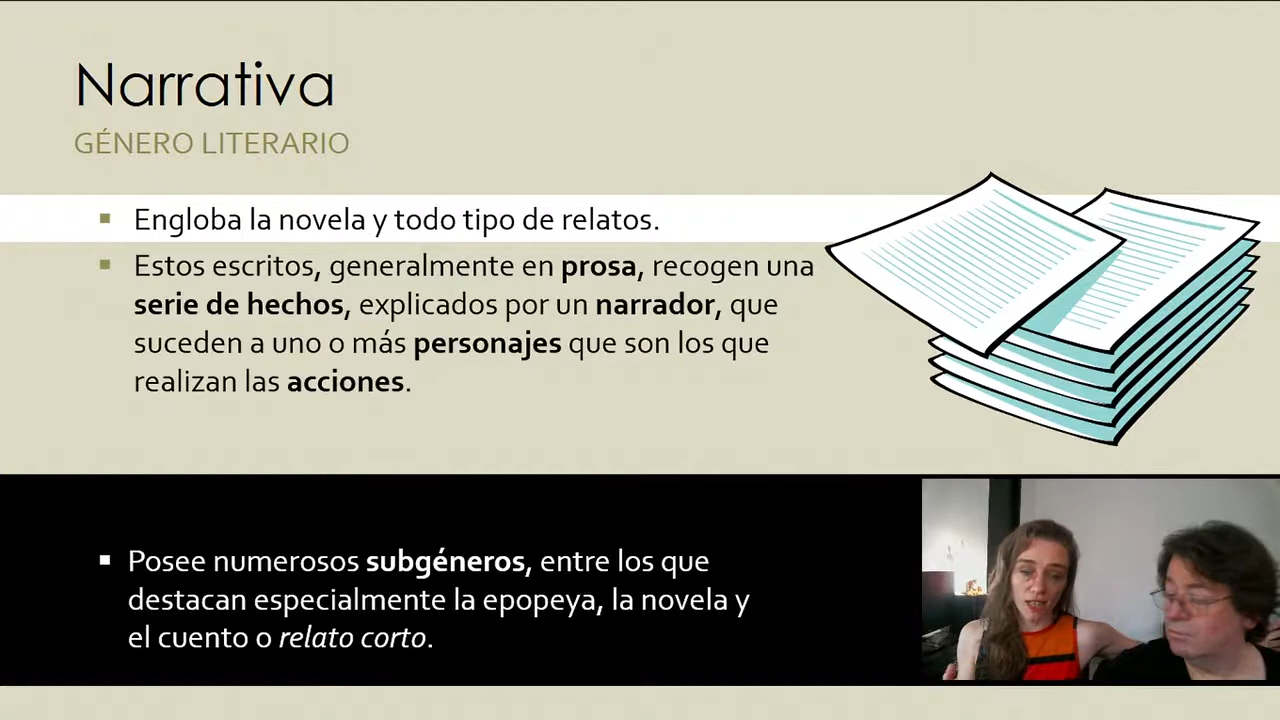 Narrativa
GÉNERO LITERARIO
▪ Engloba la novela y todo tipo de relatos.
▪ Estos escritos, generalmente en prosa, recogen una
serie de hechos, explicados por un narrador, que
suceden a uno o más personajes que son los que
realizan las acciones.
▪ Posee numerosos subgéneros, entre los que
destacan especialmente la epopeya, la novela y
el cuento o relato corto.